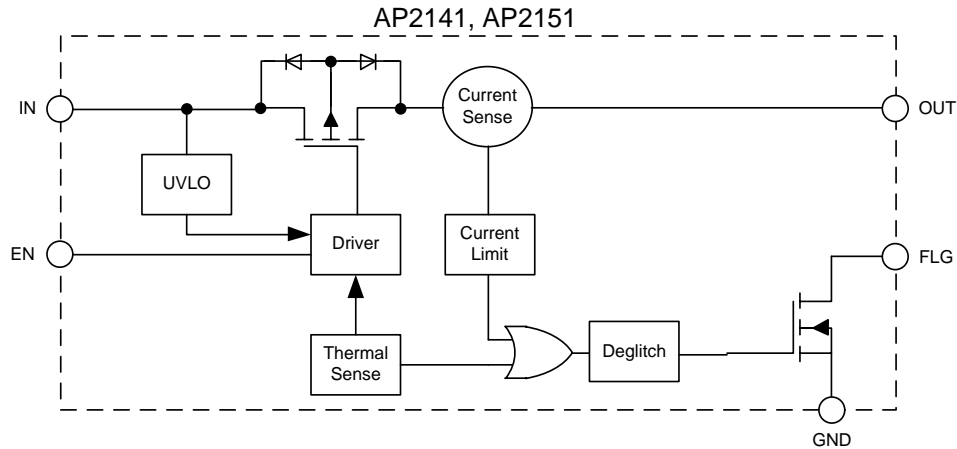 AP2141, AP2151
IN
Current
Sense
OUT
UVLO
EN
Driver
Current
Limit
FLG
Thermal
Sense
Deglitch
GND